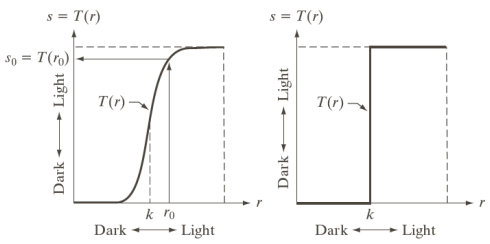 s = T(r)
s₀ = T(r₀)
Dark Light
T(r)
k r₀
r
Dark Light
s = T(r)
Dark Light
T(r)
k
r
Dark Light